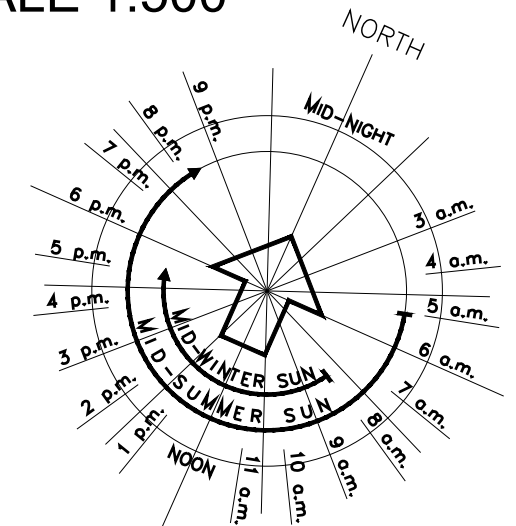 ALE 1:500
NORTH
MID-NIGHT
3 a.m.
4 a.m.
5 a.m.
6 a.m.
7 a.m.
8 a.m.
9 a.m.
10 a.m.
11 a.m.
NOON
1 p.m.
2 p.m.
3 p.m.
4 p.m.
5 p.m.
6 p.m.
7 p.m.
8 p.m.
9 p.m.
MID-WINTER SUN
MID-SUMMER SUN